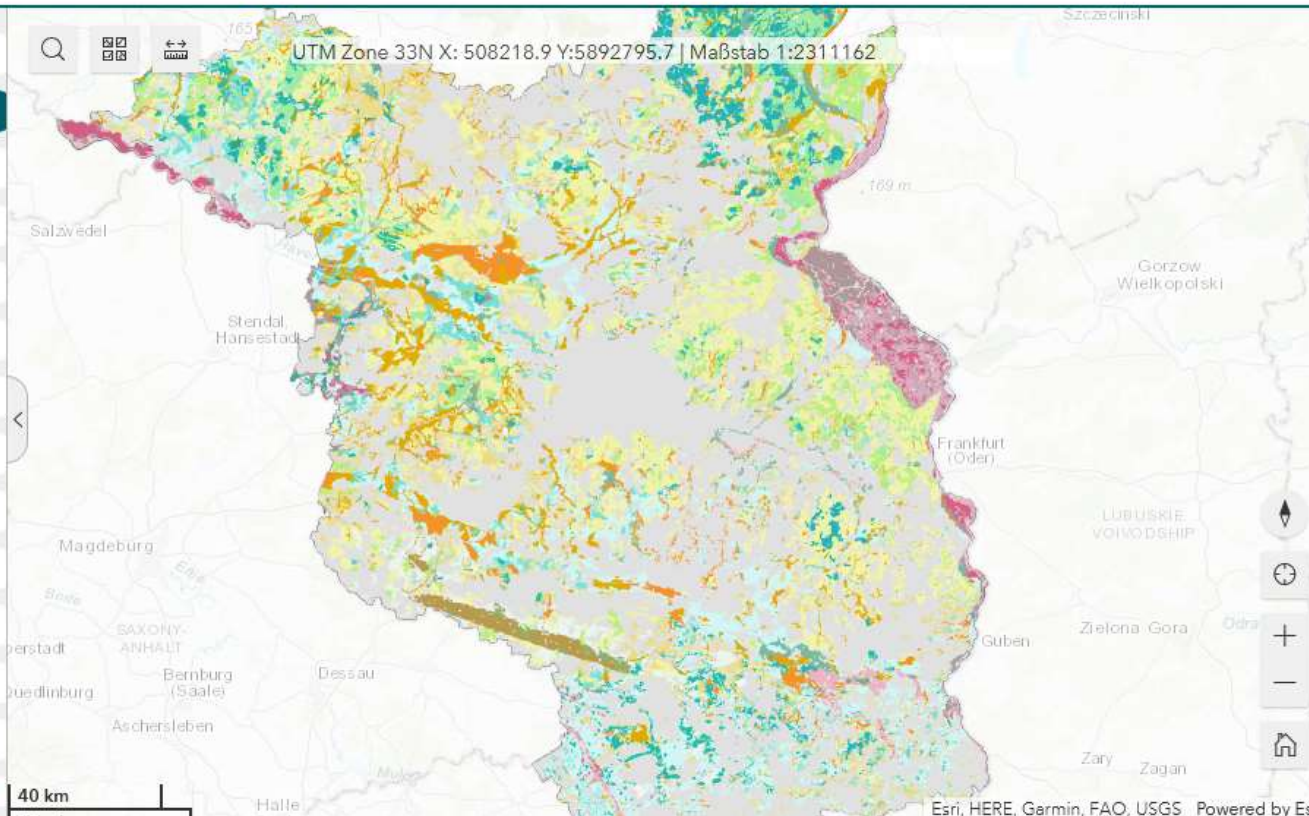 Szczecinski
165
UTM Zone 33N X: 508218.9 Y:5892795.7 | Maßstab 1:2311162
169 m
Salzwedel
Gorzow
Wielkopolski
Stendal,
Hansestadt
Frankfurt
(Oder)
LUBUSKIE
VOIVODSHIP
Magdeburg
Elbe
Bode
SAXONY-
ANHALT
Guben
Zielona Gora
Odra
Bernburg
(Saale)
Dessau
Aschersleben
Zary
Zagan
Mulde
40 km
Halle
Esri, HERE, Garmin, FAO, USGS
Powered by Es